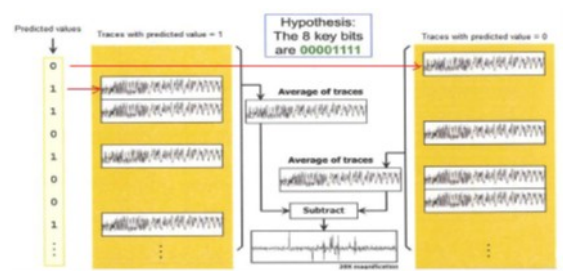 Predicted values
Traces with predicted value = 1
Hypothesis:
The 8 key bits
are 00001111
Traces with predicted value = 0
0
1
1
0
1
0
0
1
Average of traces
Average of traces
Subtract
magnification